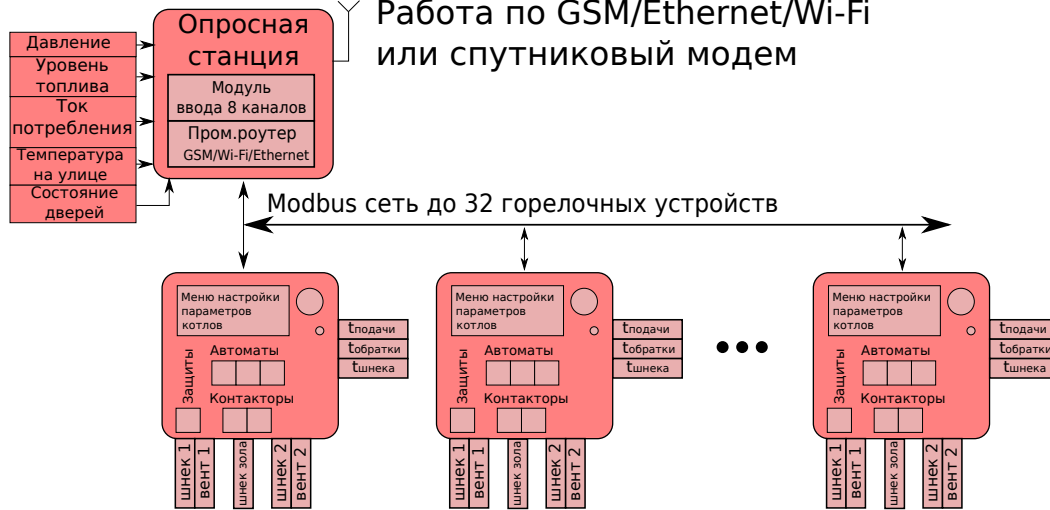 Работа по GSM/Ethernet/Wi-Fi
или спутниковый модем
Опросная
станция
Модуль
ввода 8 каналов
Пром.роутер
GSM/Wi-Fi/Ethernet
Давление
Уровень
топлива
Ток
потребления
Температура
на улице
Состояние
дверей
Modbus сеть до 32 горелочных устройств
Меню настройки
параметров
котлов
tподачи
tобратки
tшнека
Защиты
Автоматы
Контакторы
шнек 1
вент 1
шнек зола
шнек 2
вент 2
Меню настройки
параметров
котлов
tподачи
tобратки
tшнека
Защиты
Автоматы
Контакторы
шнек 1
вент 1
шнек зола
шнек 2
вент 2
Меню настройки
параметров
котлов
tподачи
tобратки
tшнека
Защиты
Автоматы
Контакторы
шнек 1
вент 1
шнек зола
шнек 2
вент 2